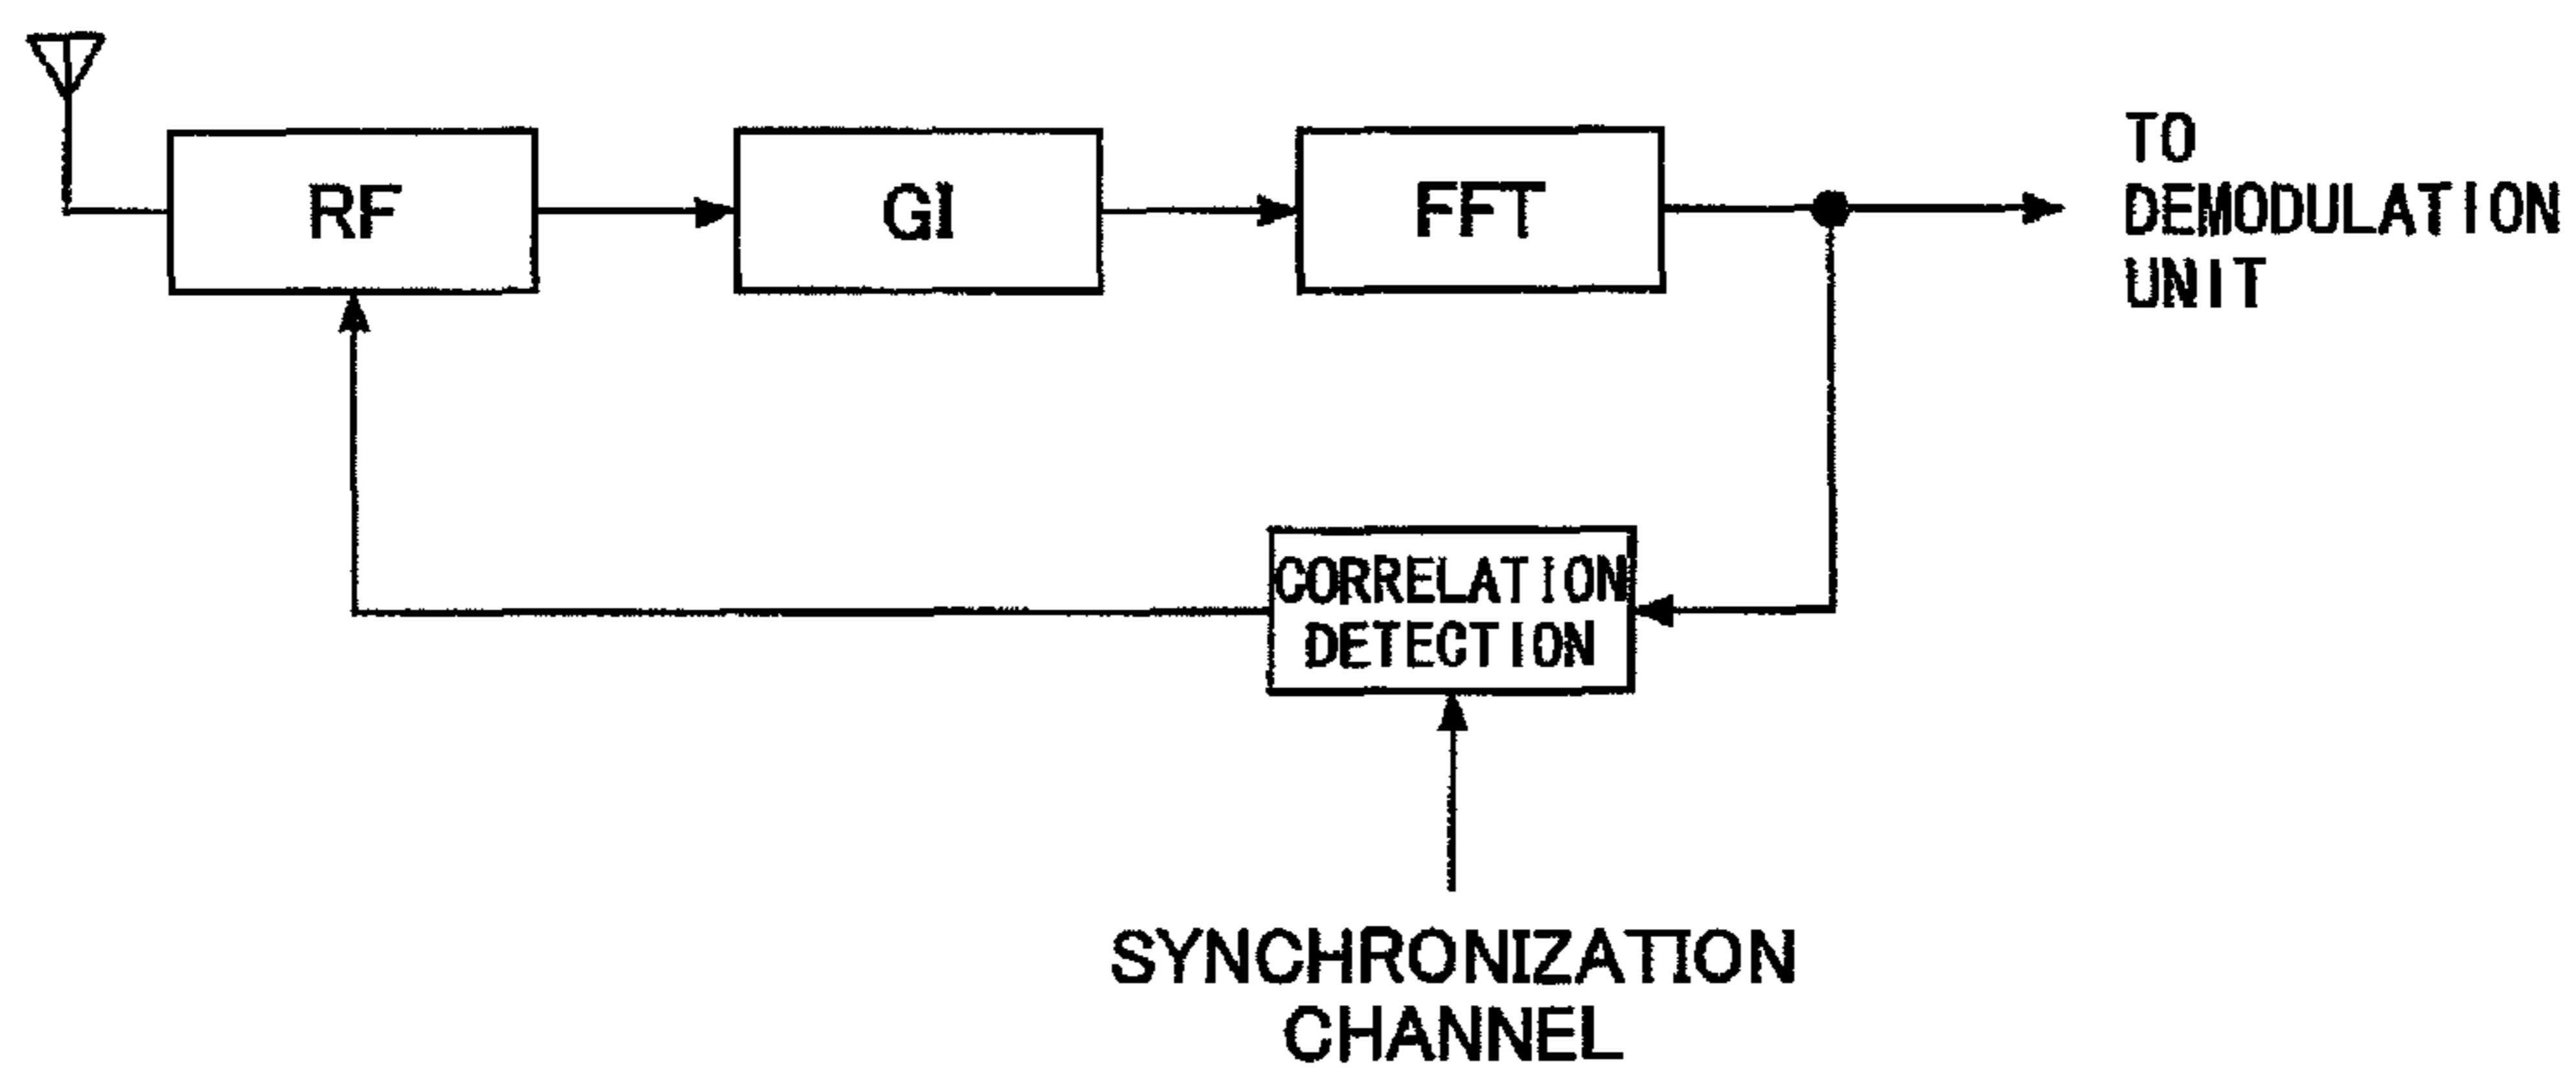 RF
GI
FFT
TO
DEMODULATION
UNIT
CORRELATION
DETECTION
SYNCHRONIZATION
CHANNEL